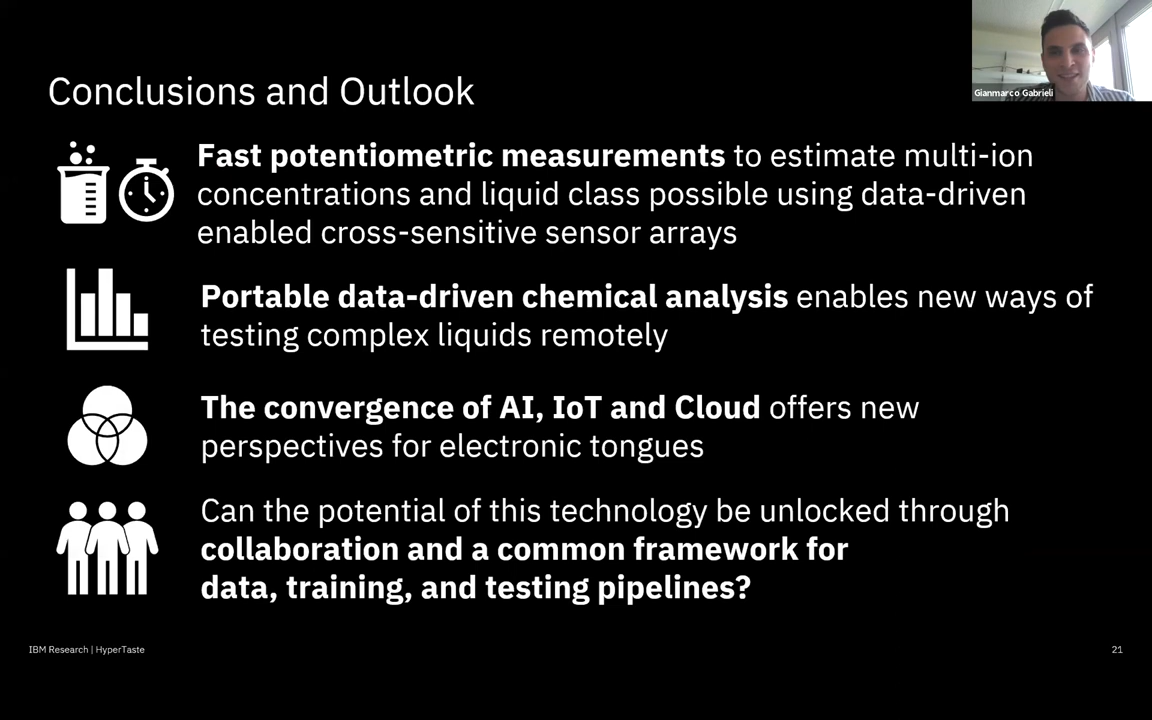 Gianmarco Gabrieli
Conclusions and Outlook
Fast potentiometric measurements to estimate multi-ion
concentrations and liquid class possible using data-driven
enabled cross-sensitive sensor arrays
Portable data-driven chemical analysis enables new ways of
testing complex liquids remotely
The convergence of AI, IoT and Cloud offers new
perspectives for electronic tongues
Can the potential of this technology be unlocked through
collaboration and a common framework for
data, training, and testing pipelines?
IBM Research | HyperTaste
21